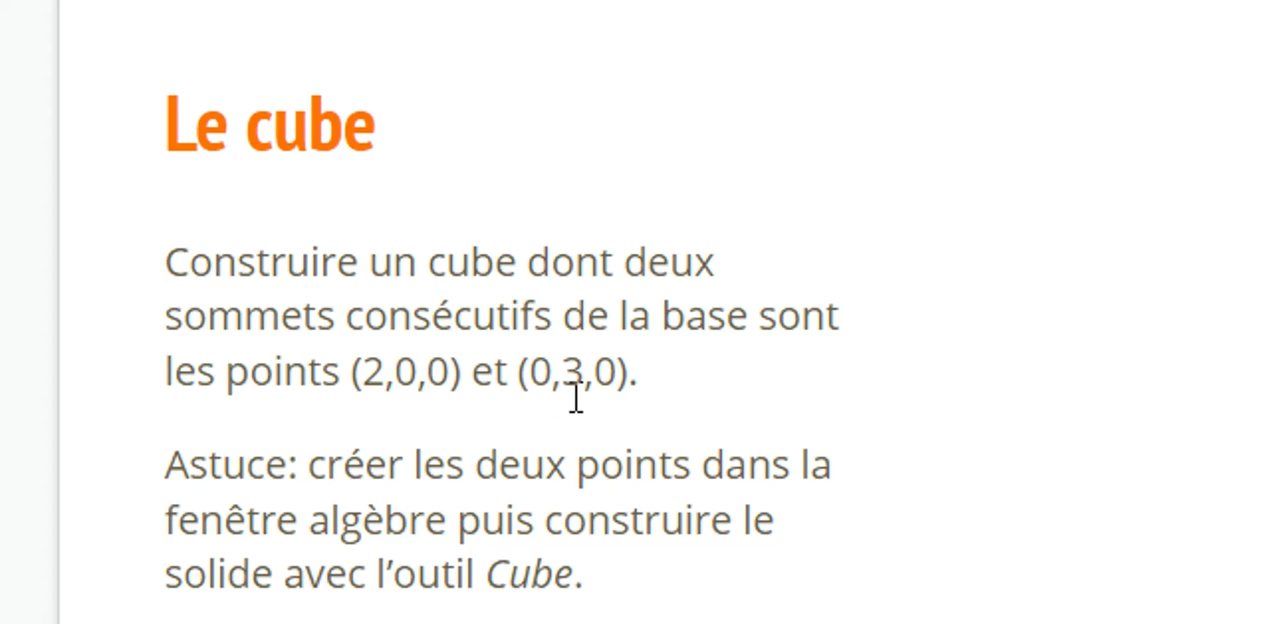 Le cube
Construire un cube dont deux
sommets consécutifs de la base sont
les points (2,0,0) et (0,3,0).
Astuce: créer les deux points dans la
fenêtre algèbre puis construire le
solide avec l’outil Cube.